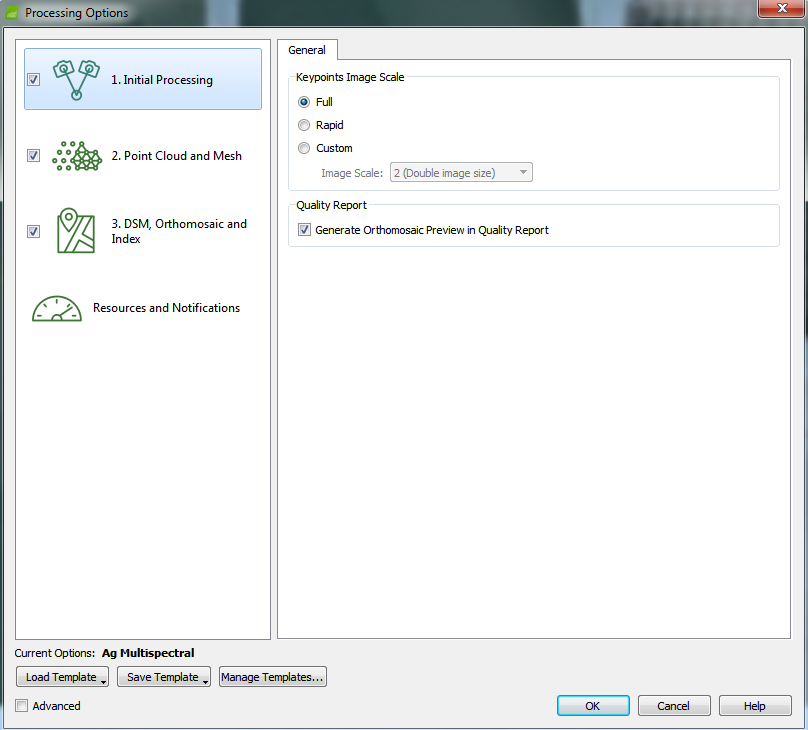 Processing Options
1. Initial Processing
2. Point Cloud and Mesh
3. DSM, Orthomosaic and
Index
Resources and Notifications
General
Keypoints Image Scale
Full
Rapid
Custom
Image Scale: 2 (Double image size)
Quality Report
Generate Orthomosaic Preview in Quality Report
Current Options: Ag Multispectral
Load Template Save Template Manage Templates...
Advanced
OK Cancel Help